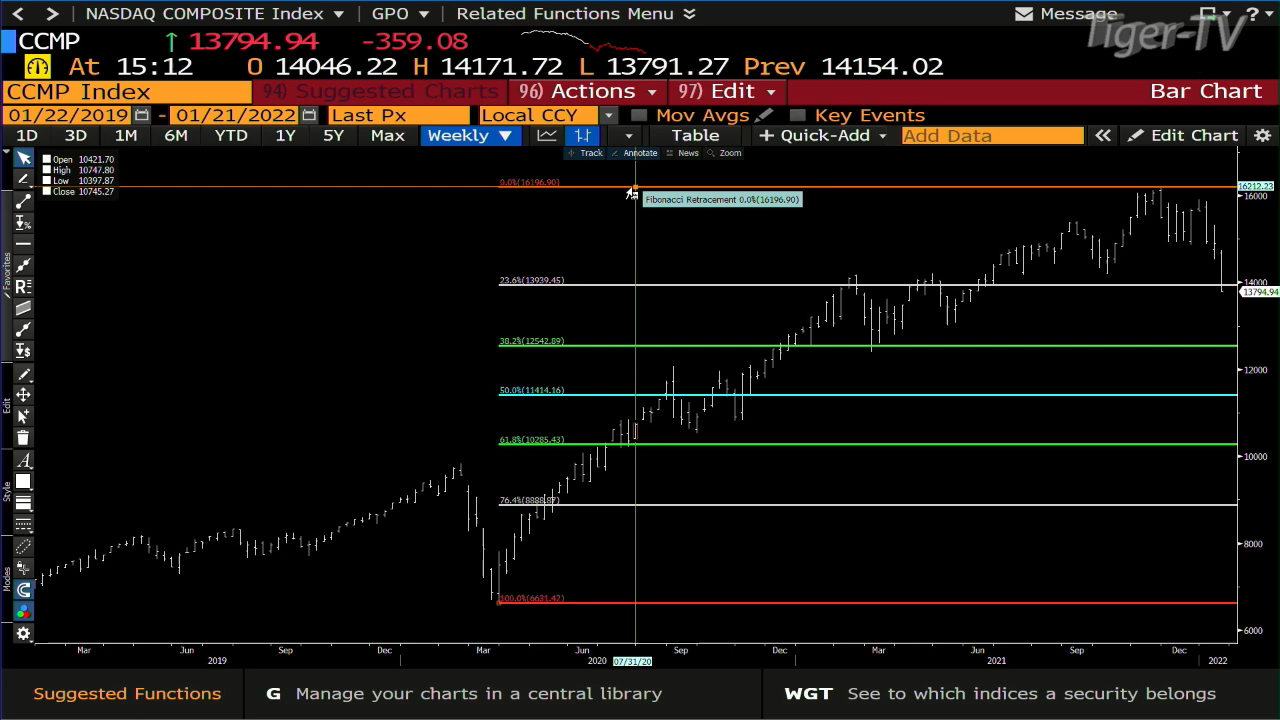 NASDAQ COMPOSITE Index GPO Related Functions Menu Message ?
Tiger-TV
CCMP 13794.94 -359.08
At 15:12 O 14046.22 H 14171.72 L 13791.27 Prev 14154.02
CCMP Index 94) Suggested Charts 96) Actions 97) Edit Bar Chart
01/22/2019 - 01/21/2022 Last Px Local CCY Mov Avgs Key Events
1D 3D 1M 6M YTD 1Y 5Y Max Weekly Table + Quick-Add Add Data Edit Chart
Track Annotate News Zoom
Open 10421.70
High 10747.80
Low 10397.87
Close 10745.27
0.0%(16196.90)
16212.23
Fibonacci Retracement 0.0%(16196.90)
16000
23.6%(13939.45)
14000
13794.94
38.2%(12542.89)
12000
50.0%(11414.16)
61.8%(10285.43)
10000
76.4%(8888.87)
8000
100.0%(6631.42)
6000
Favorites
Edit
Style
Modes
Mar Jun Sep Dec Mar Jun Sep Dec Mar Jun Sep Dec
2019 2020 07/31/20 2021 2022
Suggested Functions G Manage your charts in a central library WGT See to which indices a security belongs